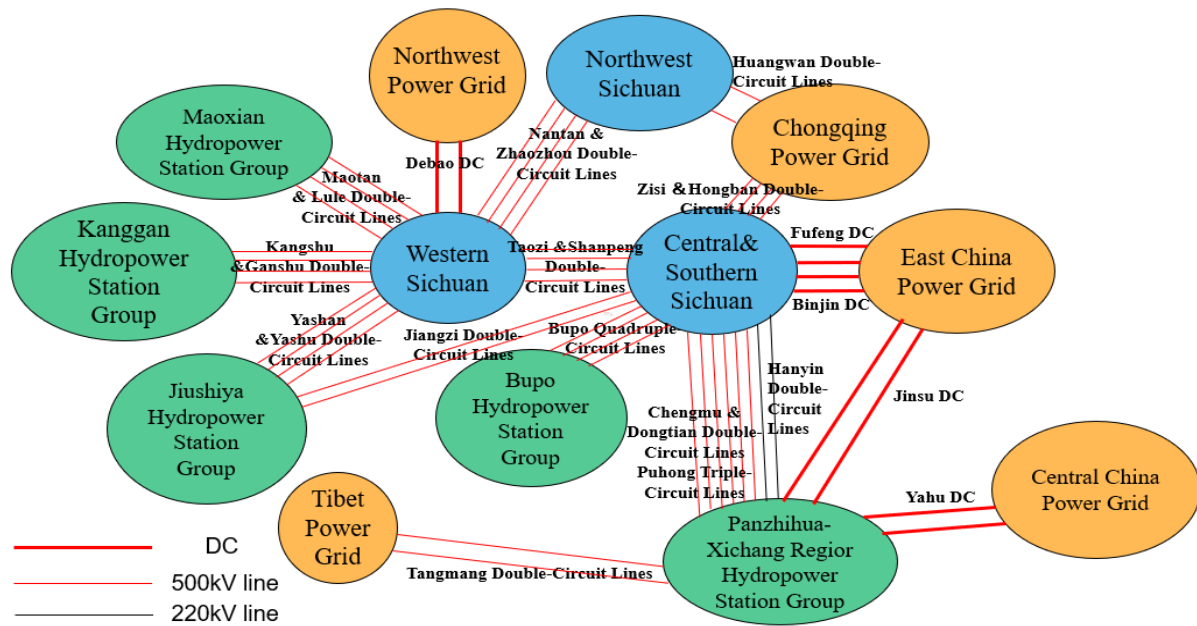 Northwest
Power Grid
Northwest
Sichuan
Huangwan Double-
Circuit Lines
Maoxian
Hydropower
Station Group
Chongqing
Power Grid
Nantan &
Zhaozhou Double-
Circuit Lines
Debao DC
Maotan
& Lule Double-
Circuit Lines
Zisi &Hongban Double-
Circuit Lines
Kanggan
Hydropower
Station
Group
Kangshu
&Ganshu Double-
Circuit Lines
Western
Sichuan
Taozi &Shanpeng
Double-
Circuit Lines
Central&
Southern
Sichuan
Fufeng DC
Binjin DC
East China
Power Grid
Yashan
&Yashu Double-
Circuit Lines
Jiangzi Double-
Circuit Lines
Bupo Quadruple-
Circuit Lines
Jiushiya
Hydropower
Station
Group
Bupo
Hydropower
Station
Group
Hanyin
Double-
Circuit
Lines
Jinsu DC
Chengmu &
Dongtian Double-
Circuit Lines
Puhong Triple-
Circuit Lines
Tibet
Power
Grid
Central China
Power Grid
Yahu DC
Panzhihua-
Xichang Regior
Hydropower
Station Group
Tangmang Double-Circuit Lines
DC
500kV line
220kV line